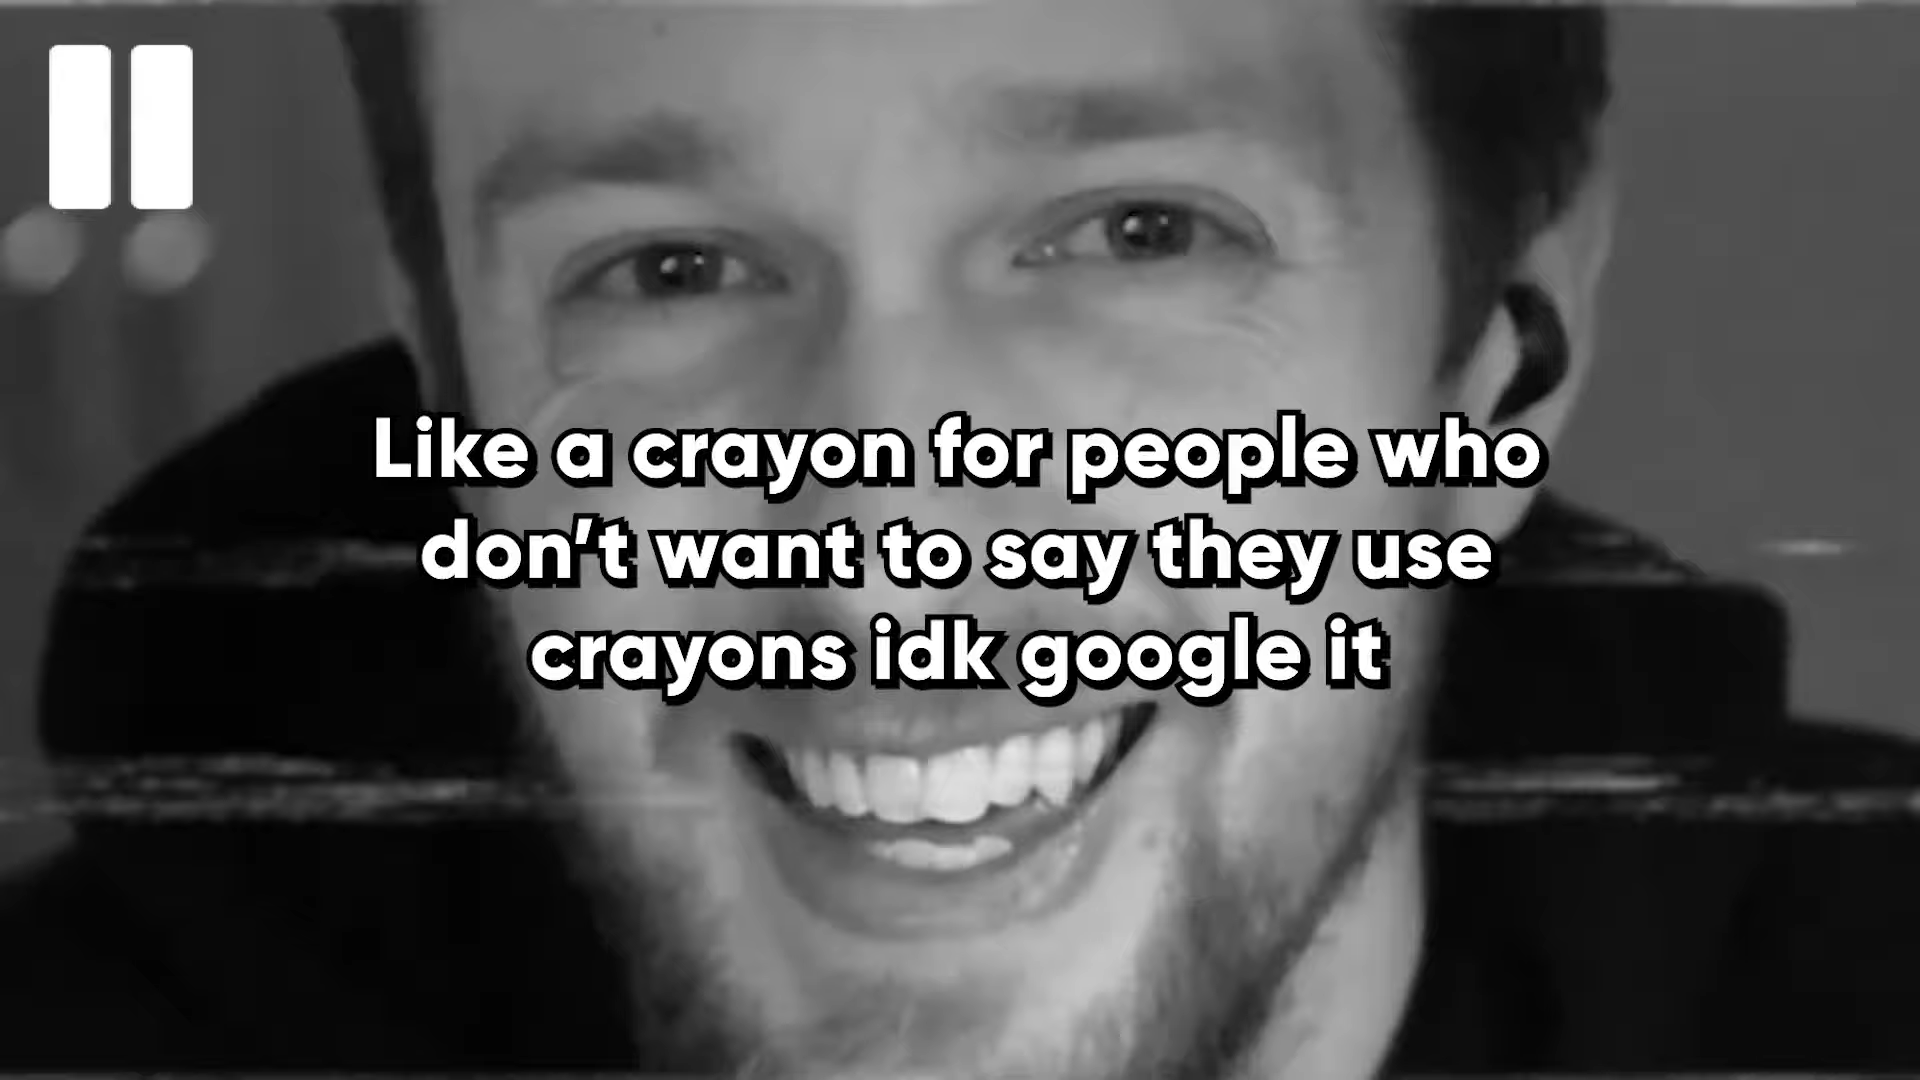 Like a crayon for people who
don’t want to say they use
crayons idk google it